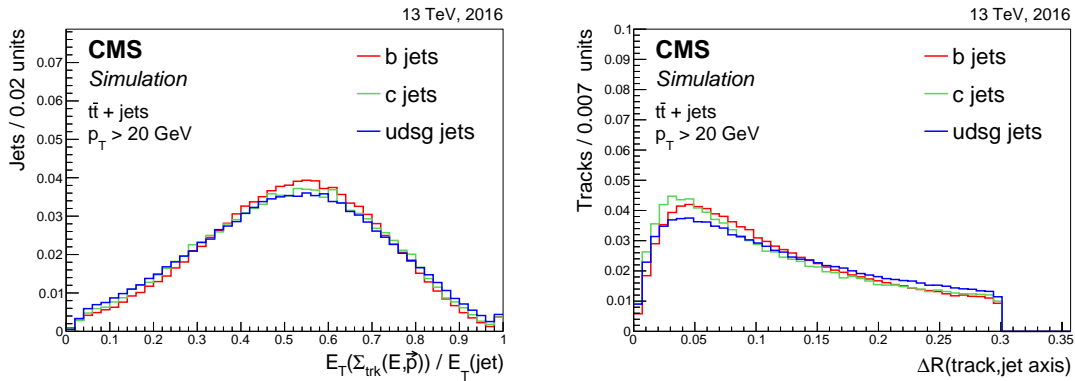 13 TeV, 2016
CMS
Simulation
tt̄ + jets
p_T > 20 GeV
b jets
c jets
udsg jets
Jets / 0.02 units
0.07
0.06
0.05
0.04
0.03
0.02
0.01
0
0 0.1 0.2 0.3 0.4 0.5 0.6 0.7 0.8 0.9 1
E_T(Σ_trk(E,p⃗)) / E_T(jet)
13 TeV, 2016
CMS
Simulation
tt̄ + jets
p_T > 20 GeV
b jets
c jets
udsg jets
Tracks / 0.007 units
0.1
0.09
0.08
0.07
0.06
0.05
0.04
0.03
0.02
0.01
0
0 0.05 0.1 0.15 0.2 0.25 0.3 0.35
ΔR(track,jet axis)